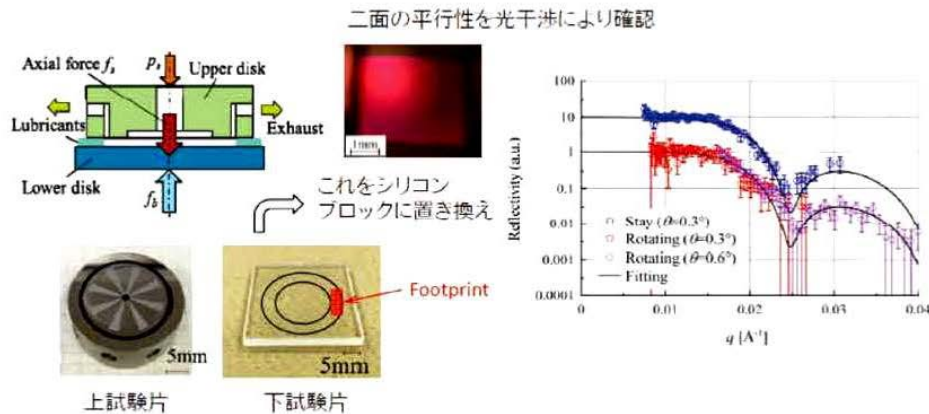 二面の平行性を光干渉により確認
Axial force fₐ
pₛ
Upper disk
Lubricants
Exhaust
Lower disk
f_b
1mm
これをシリコン
ブロックに置き換え
Footprint
5mm
5mm
上試験片
下試験片
Reflectivity (a.u.)
100
10
1
0.1
0.01
0.001
0.0001
Stay (θ=0.3°)
Rotating (θ=0.3°)
Rotating (θ=0.6°)
Fitting
0
0.01
0.02
0.03
0.04
q [A⁻¹]